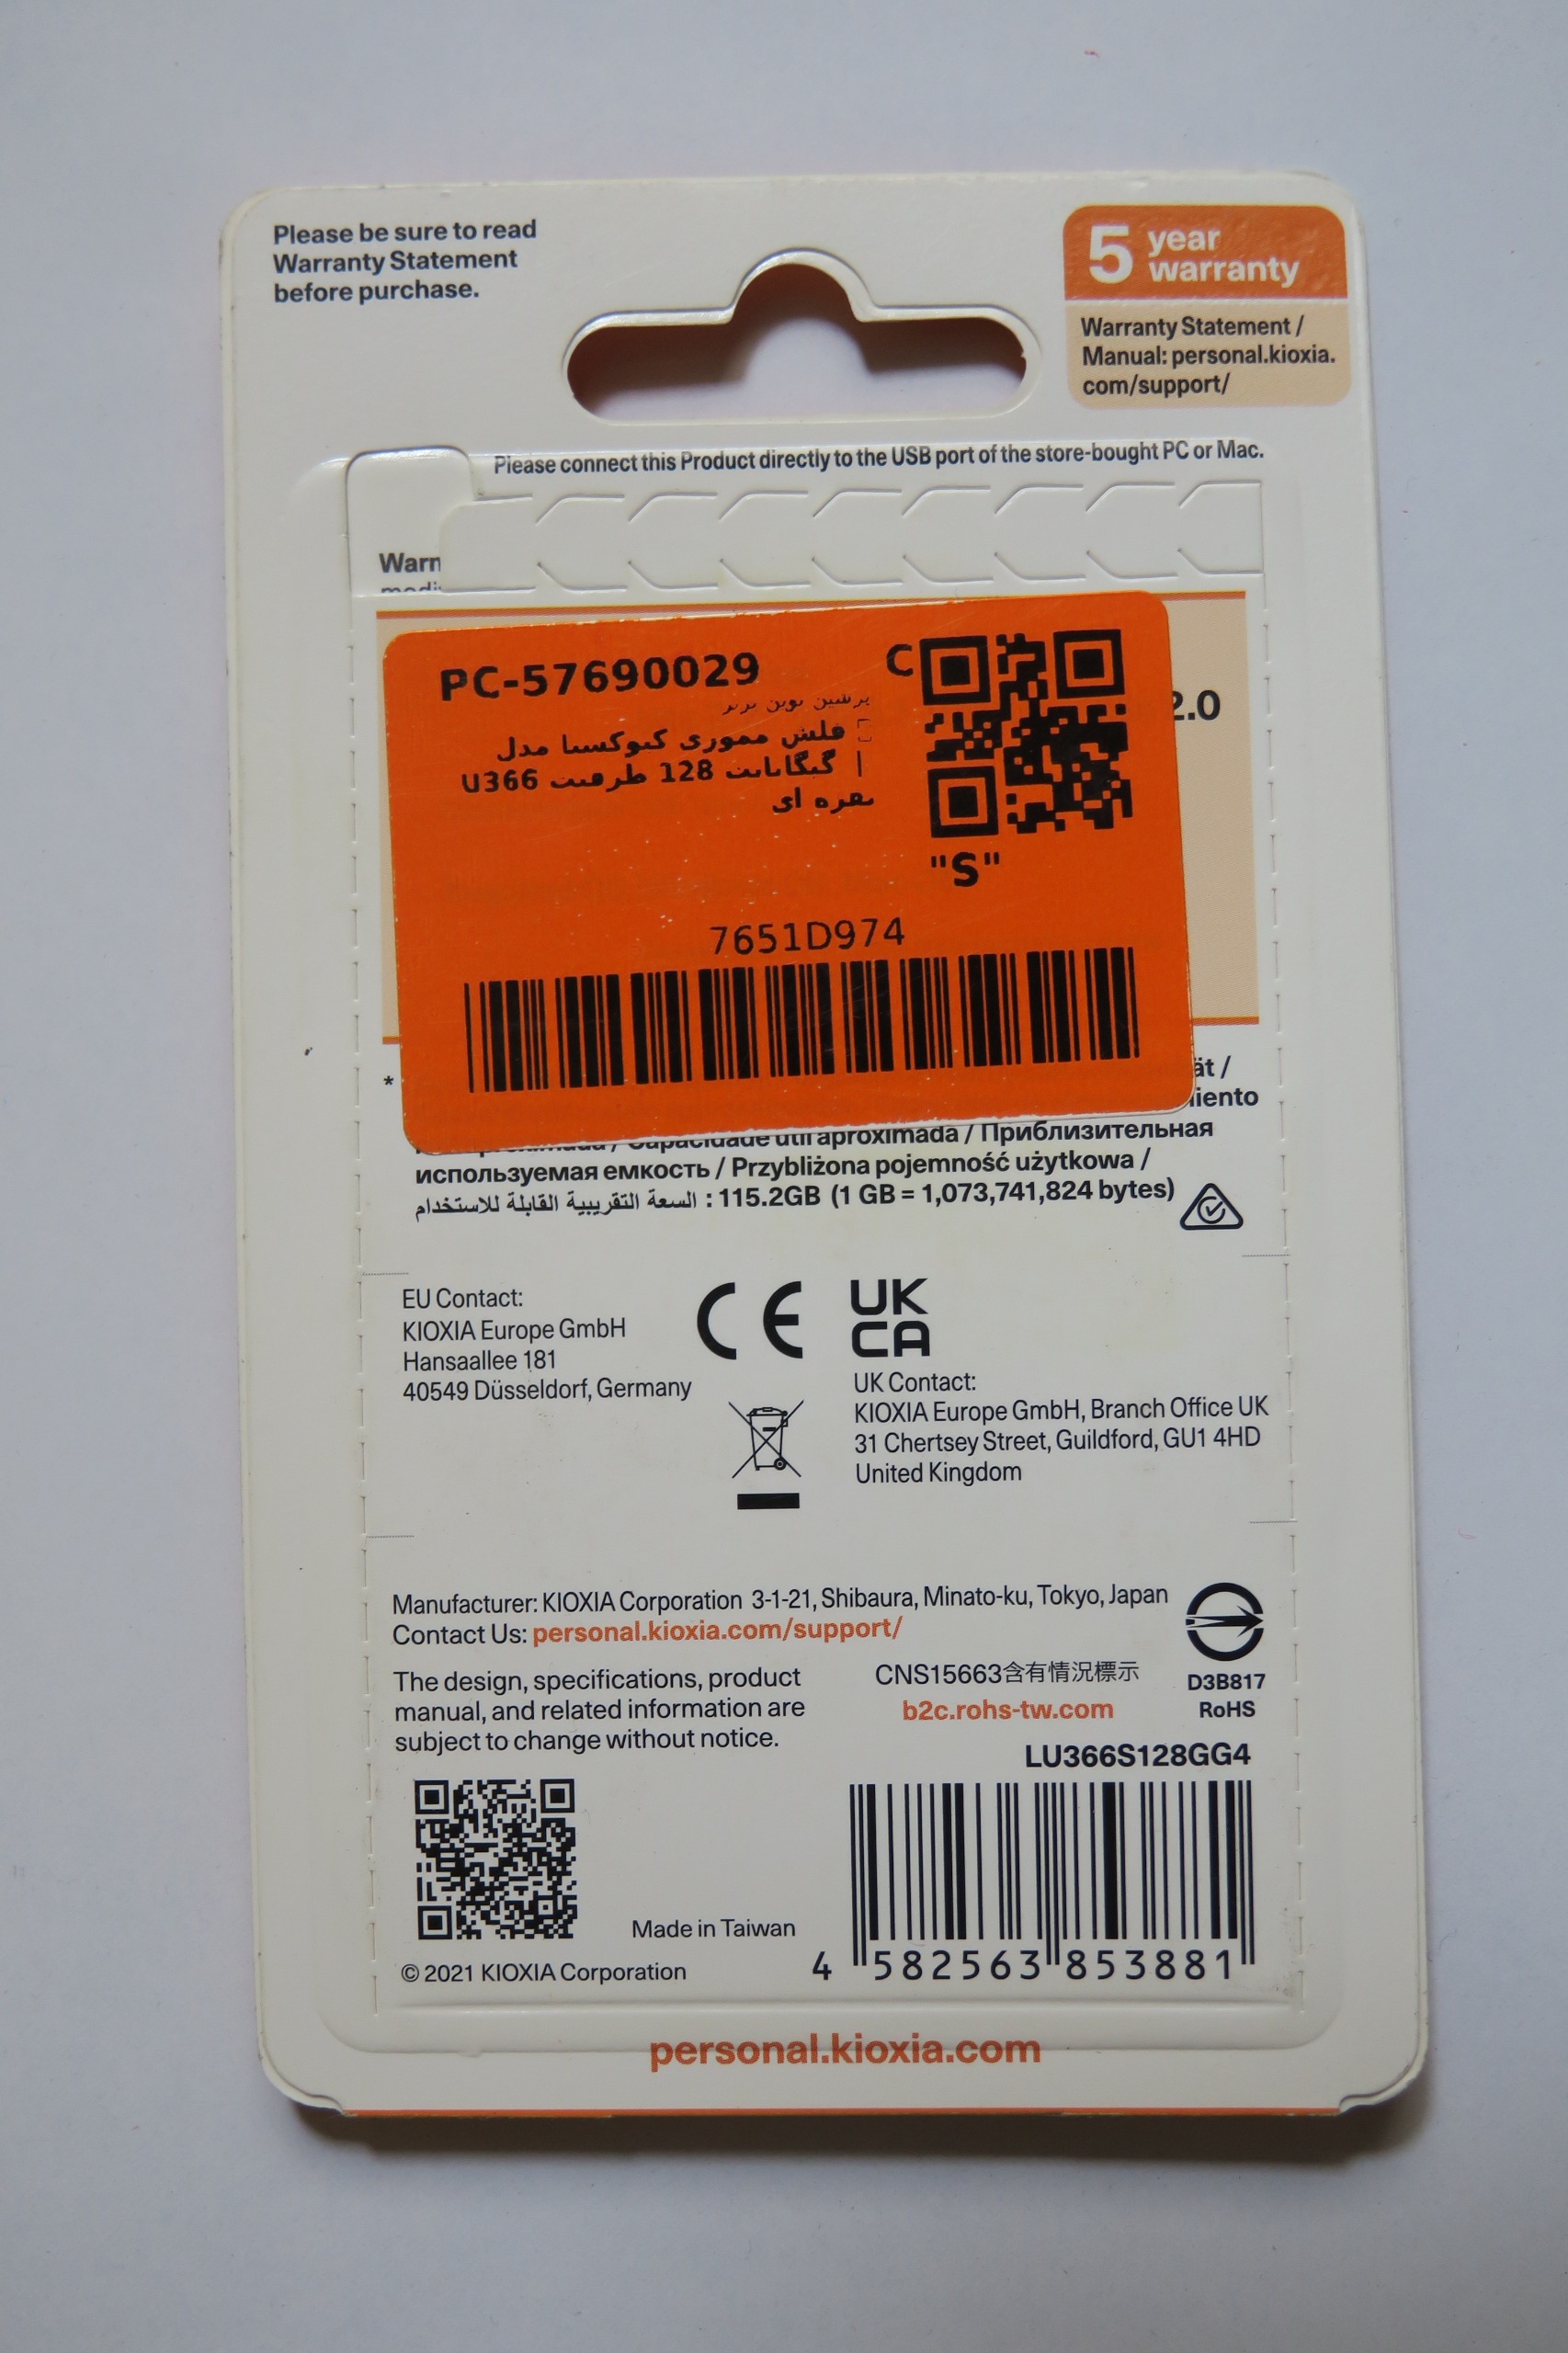 Please be sure to read
Warranty Statement
before purchase.
5 year
warranty
Warranty Statement /
Manual: personal.kioxia.
com/support/
Please connect this Product directly to the USB port of the store-bought PC or Mac.
Warn
2.0
PC-57690029
C
پرشین نوین برتر
فلش مموری کیوکسیا مدل
U366 ظرفیت 128 گیگابایت |
نقره ای
"S"
7651D974
*
ät /
iento
Capacidade útil aproximada / Приблизительная
используемая емкость / Przybliżona pojemność użytkowa /
السعة التقريبية القابلة للاستخدام : 115.2GB (1 GB = 1,073,741,824 bytes)
EU Contact:
KIOXIA Europe GmbH
Hansaallee 181
40549 Düsseldorf, Germany
CE
UK
CA
UK Contact:
KIOXIA Europe GmbH, Branch Office UK
31 Chertsey Street, Guildford, GU1 4HD
United Kingdom
Manufacturer: KIOXIA Corporation 3-1-21, Shibaura, Minato-ku, Tokyo, Japan
Contact Us: personal.kioxia.com/support/
The design, specifications, product
manual, and related information are
subject to change without notice.
CNS15663含有情況標示
b2c.rohs-tw.com
D3B817
RoHS
LU366S128GG4
Made in Taiwan
© 2021 KIOXIA Corporation
4 582563 853881
personal.kioxia.com